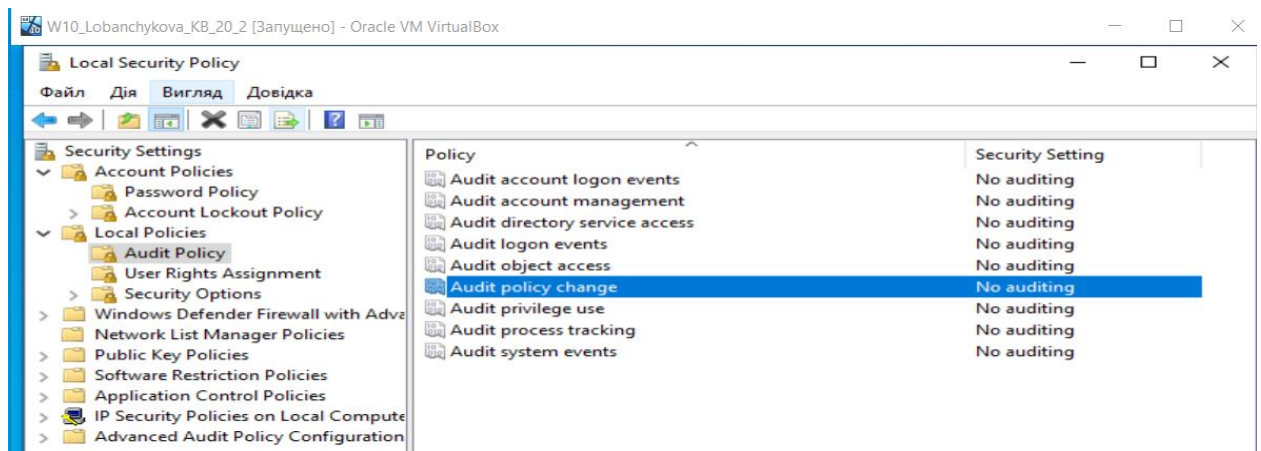 W10_Lobanchykova_KB_20_2 [Запущено] - Oracle VM VirtualBox
Local Security Policy
Файл Дія Вигляд Довідка
Security Settings
Account Policies
Password Policy
Account Lockout Policy
Local Policies
Audit Policy
User Rights Assignment
Security Options
Windows Defender Firewall with Adva
Network List Manager Policies
Public Key Policies
Software Restriction Policies
Application Control Policies
IP Security Policies on Local Compute
Advanced Audit Policy Configuration
Policy Security Setting
Audit account logon events No auditing
Audit account management No auditing
Audit directory service access No auditing
Audit logon events No auditing
Audit object access No auditing
Audit policy change No auditing
Audit privilege use No auditing
Audit process tracking No auditing
Audit system events No auditing